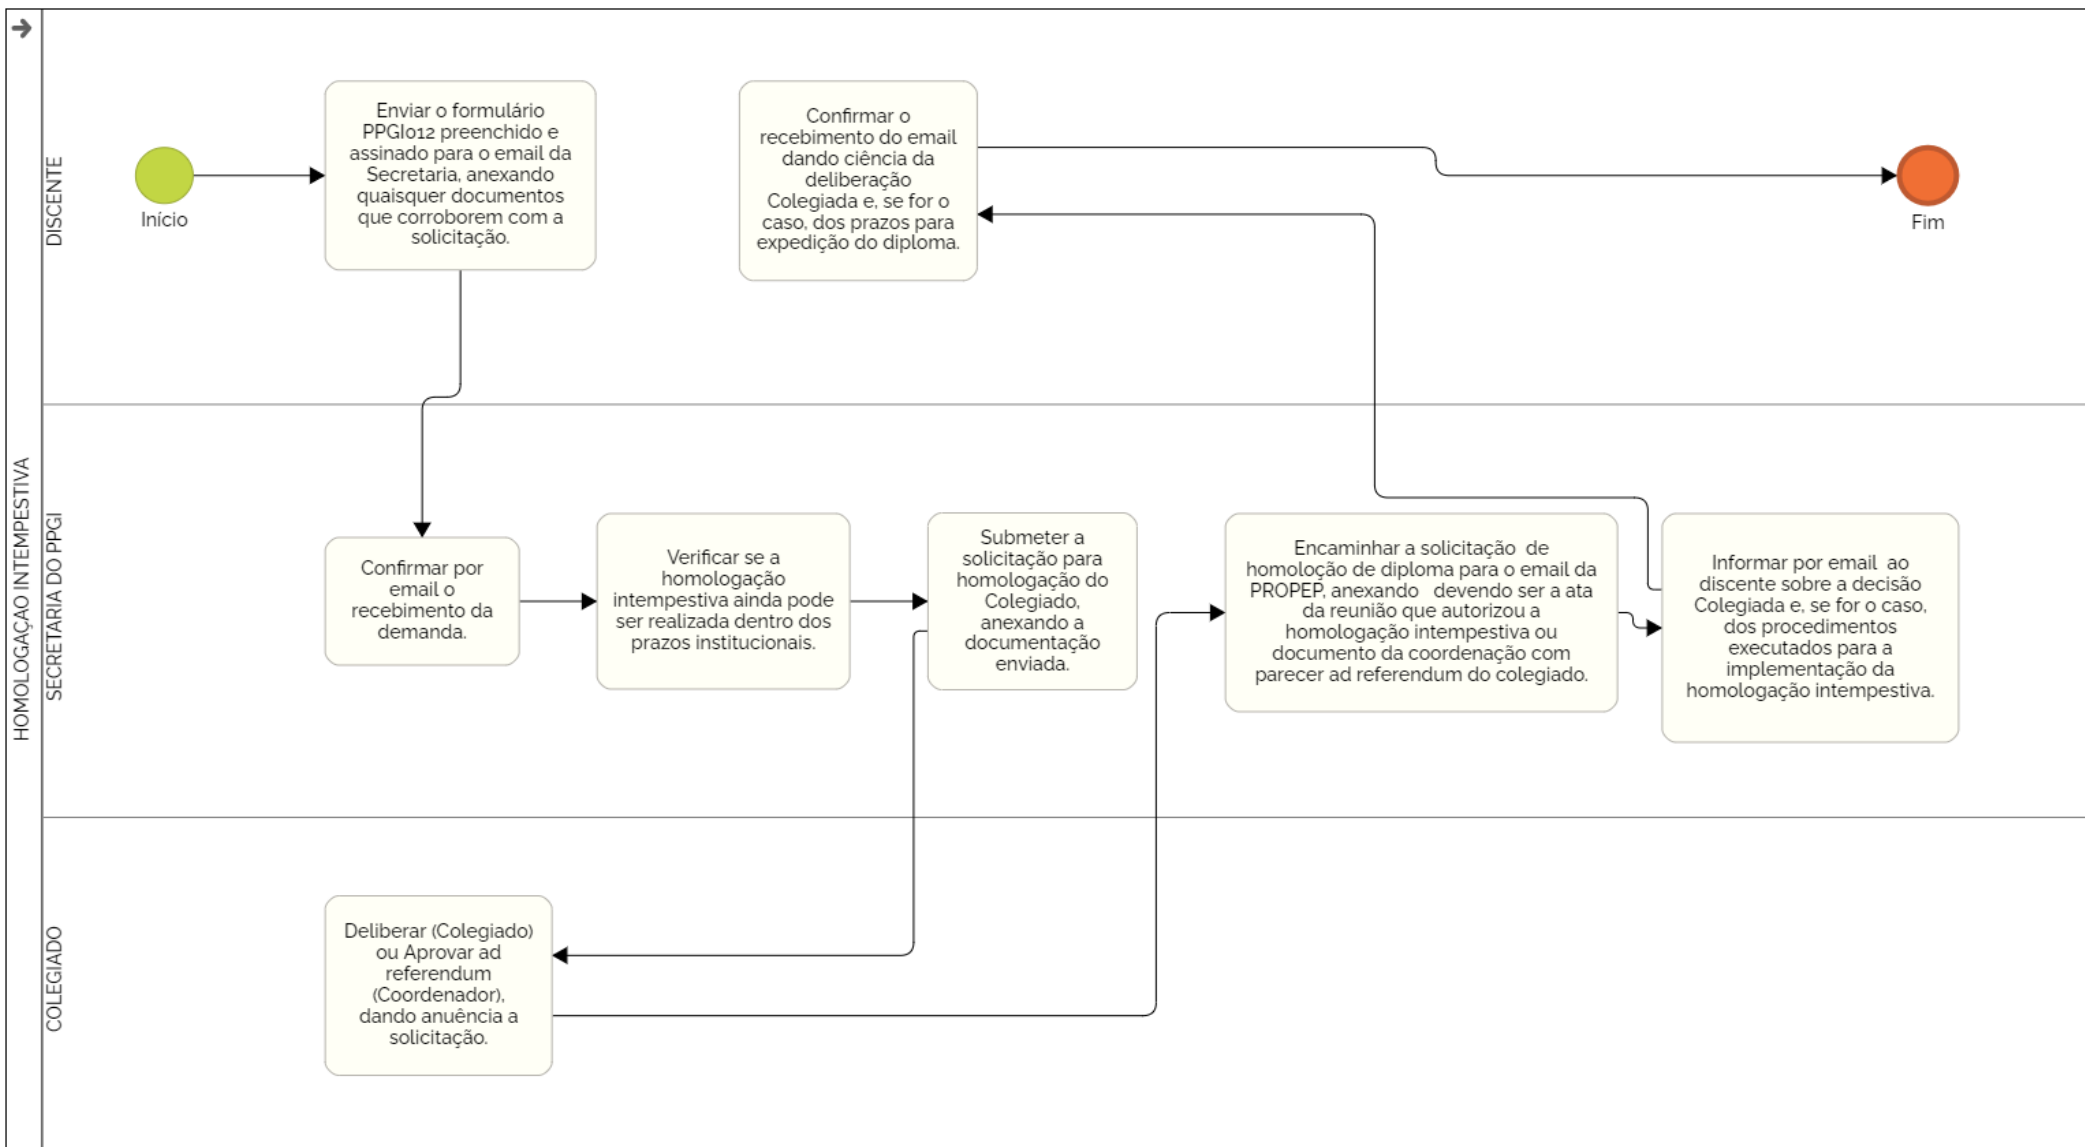 HOMOLOGAÇÃO INTEMPESTIVA
DISCENTE
Início
Enviar o formulário
PPGI012 preenchido e
assinado para o email da
Secretaria, anexando
quaisquer documentos
que corroborem com a
solicitação.
Confirmar o
recebimento do email
dando ciência da
deliberação
Colegiada e, se for o
caso, dos prazos para
expedição do diploma.
Fim
SECRETARIA DO PPGI
Confirmar por
email o
recebimento da
demanda.
Verificar se a
homologação
intempestiva ainda pode
ser realizada dentro dos
prazos institucionais.
Submeter a
solicitação para
homologação do
Colegiado,
anexando a
documentação
enviada.
Encaminhar a solicitação de
homoloção de diploma para o email da
PROPEP, anexando devendo ser a ata
da reunião que autorizou a
homologação intempestiva ou
documento da coordenação com
parecer ad referendum do colegiado.
Informar por email ao
discente sobre a decisão
Colegiada e, se for o caso,
dos procedimentos
executados para a
implementação da
homologação intempestiva.
COLEGIADO
Deliberar (Colegiado)
ou Aprovar ad
referendum
(Coordenador),
dando anuência a
solicitação.